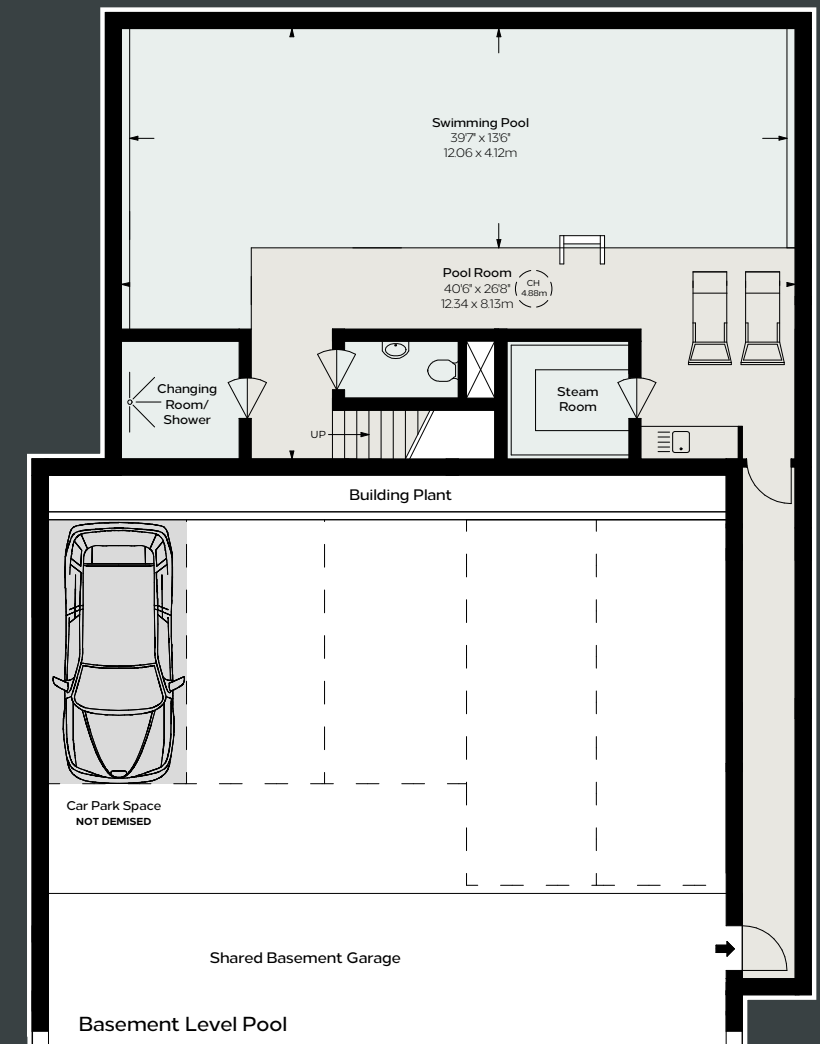 Swimming Pool
39'7" x 13'6"
12.06 x 4.12m
Pool Room
40'6" x 26'8"
12.34 x 8.13m
CH
4.88m
Changing
Room/
Shower
UP
Steam
Room
Building Plant
Car Park Space
NOT DEMISED
Shared Basement Garage
Basement Level Pool